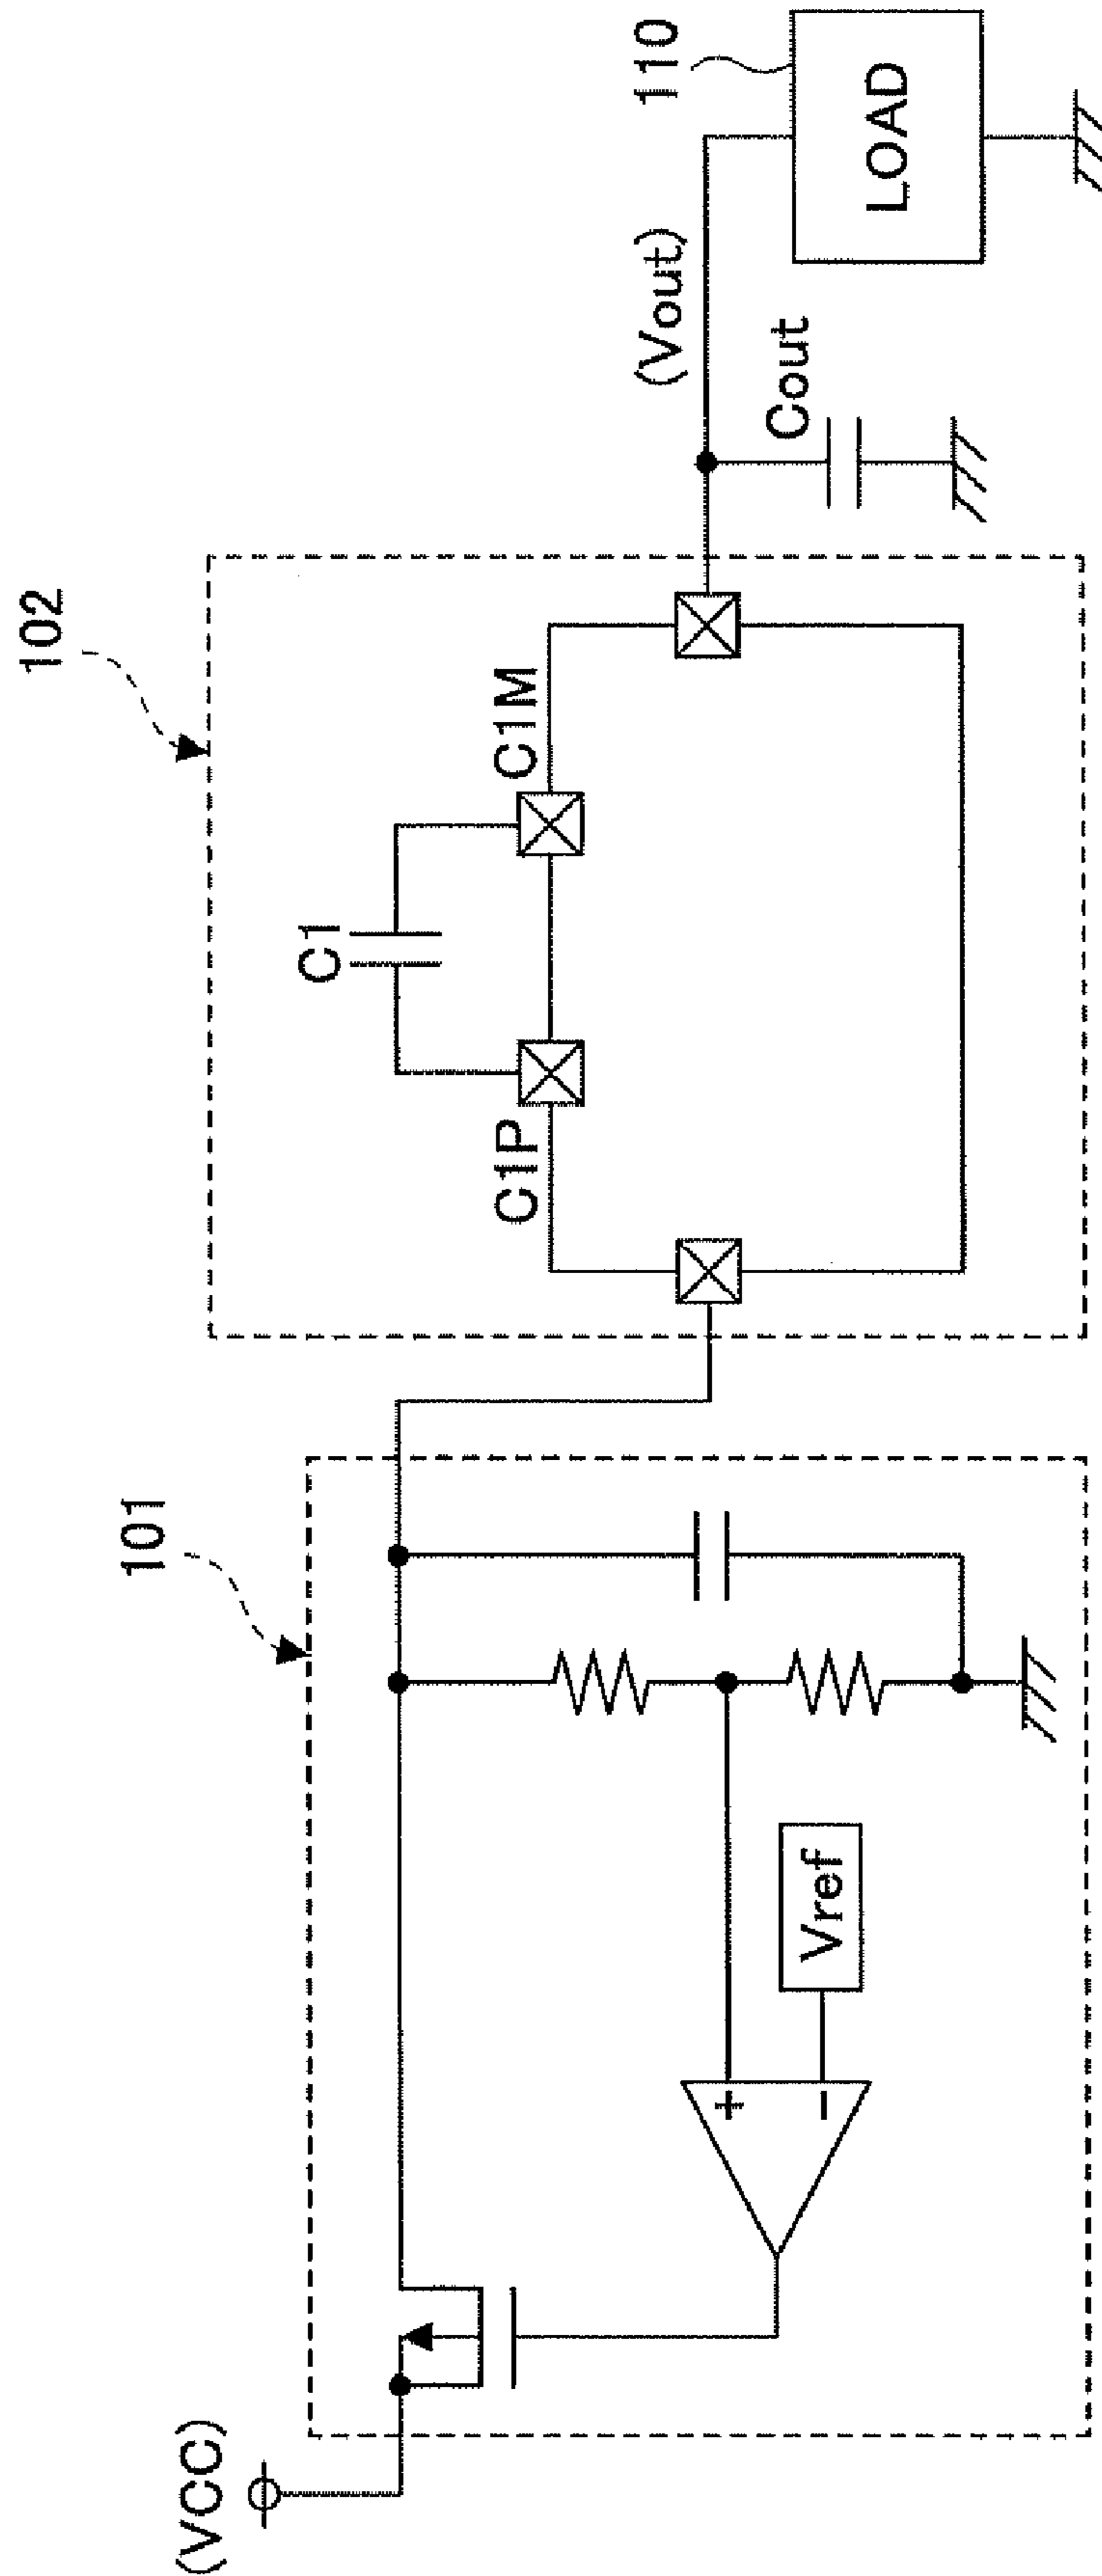 102
101
C1
C1P
C1M
(VCC)
(Vout)
110
Cout
LOAD
+
−
Vref